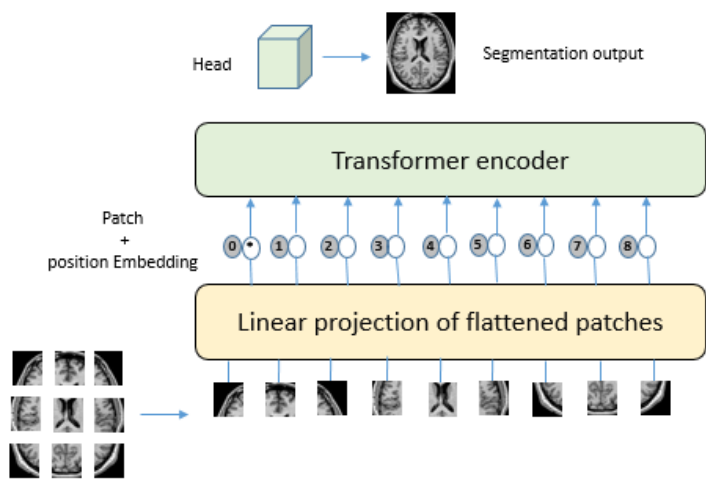 Head
Segmentation output
Transformer encoder
Patch
+
position Embedding
0 * 1 2 3 4 5 6 7 8
Linear projection of flattened patches